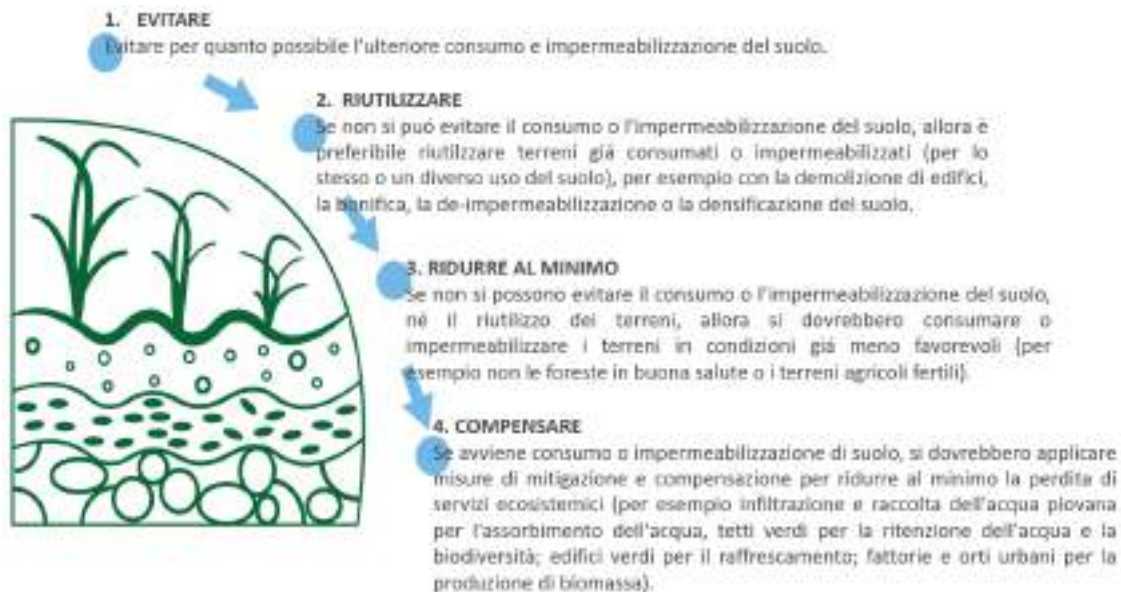 1. EVITARE
Evitare per quanto possibile l'ulteriore consumo e impermeabilizzazione del suolo.
2. RIUTILIZZARE
Se non si può evitare il consumo o l'impermeabilizzazione del suolo, allora è
preferibile riutilzzare terreni già consumati o impermeabilizzati (per lo
stesso o un diverso uso del suolo), per esempio con la demolizione di edifici,
la bonifica, la de-impermeabilizzazione o la densificazione del suolo.
3. RIDURRE AL MINIMO
Se non si possono evitare il consumo o l'impermeabilizzazione del suolo,
né il riutilizzo dei terreni, allora si dovrebbero consumare o
impermeabilizzare i terreni in condizioni già meno favorevoli (per
esempio non le foreste in buona salute o i terreni agricoli fertili).
4. COMPENSARE
Se avviene consumo o impermeabilizzazione di suolo, si dovrebbero applicare
misure di mitigazione e compensazione per ridurre al minimo la perdita di
servizi ecosistemici (per esempio infiltrazione e raccolta dell'acqua piovana
per l'assorbimento dell'acqua, tetti verdi per la ritenzione dell'acqua e la
biodiversità; edifici verdi per il raffrescamento; fattorie e orti urbani per la
produzione di biomassa).